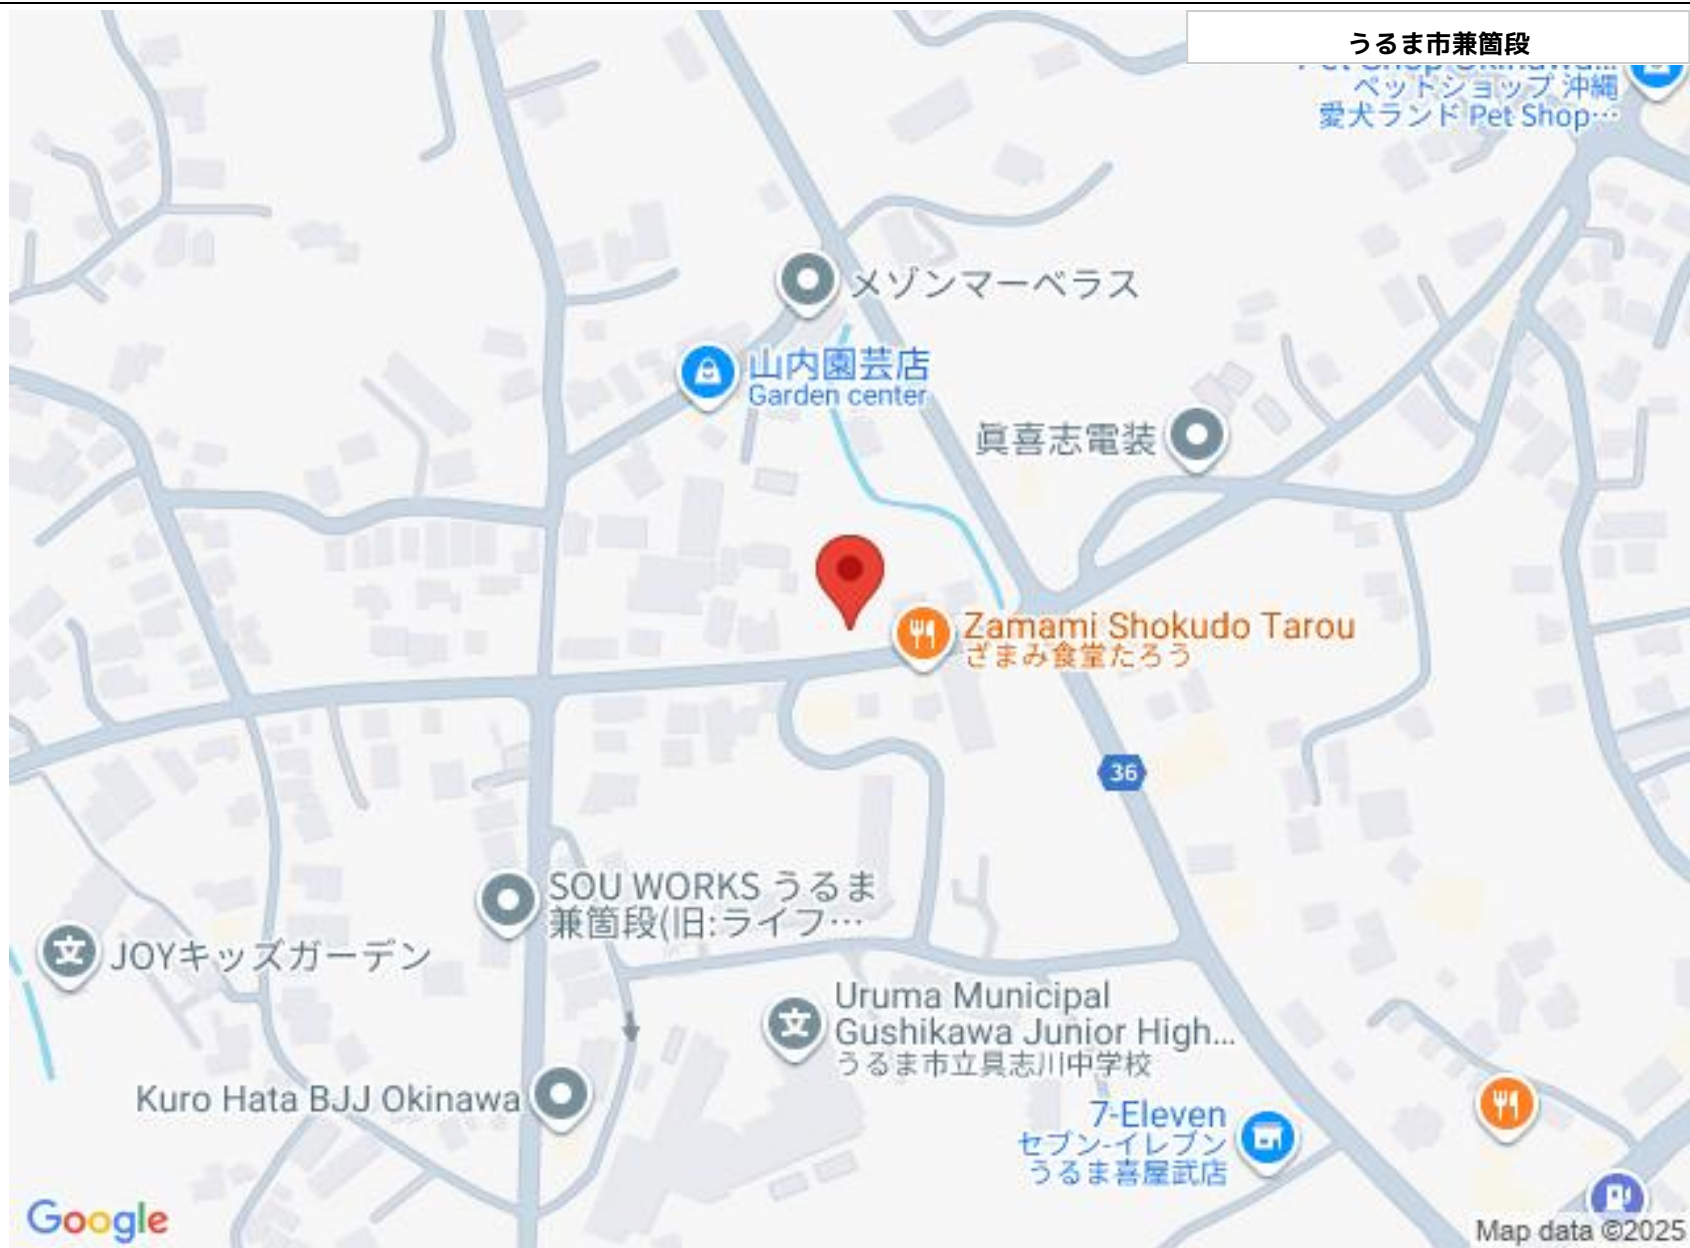 うるま市兼箇段
ペットショップ 沖縄
愛犬ランド Pet Shop…
メゾンマーベラス
山内園芸店
Garden center
眞喜志電装
Zamami Shokudo Tarou
ざまみ食堂たろう
36
SOU WORKS うるま
兼箇段(旧:ライフ…
JOYキッズガーデン
Uruma Municipal
Gushikawa Junior High...
うるま市立具志川中学校
Kuro Hata BJJ Okinawa
7-Eleven
セブン-イレブン
うるま喜屋武店
Google
Map data ©2025